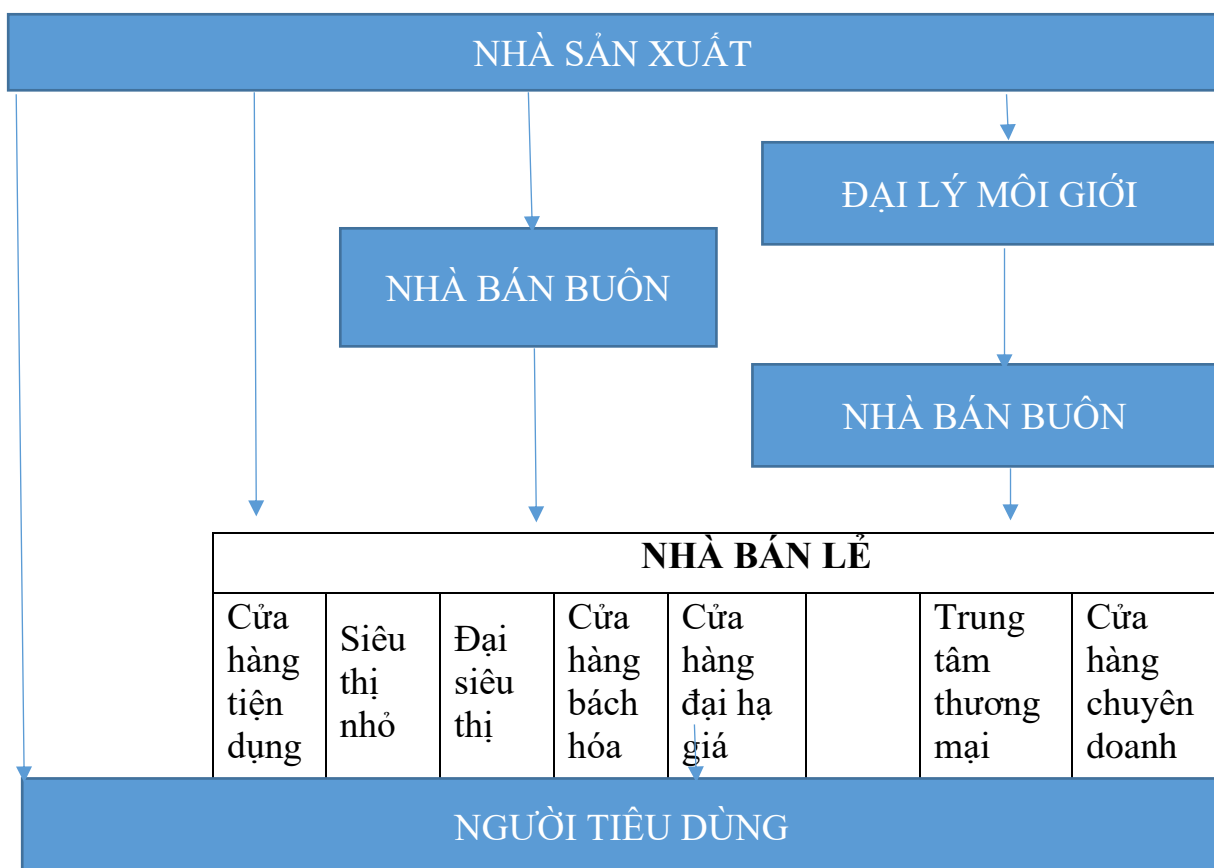 NHÀ SẢN XUẤT
ĐẠI LÝ MÔI GIỚI
NHÀ BÁN BUÔN
NHÀ BÁN BUÔN
NHÀ BÁN LẺ
Cửa
hàng
tiện
dụng
Siêu
thị
nhỏ
Đại
siêu
thị
Cửa
hàng
bách
hóa
Cửa
hàng
đại hạ
giá
Trung
tâm
thương
mại
Cửa
hàng
chuyên
doanh
NGƯỜI TIÊU DÙNG